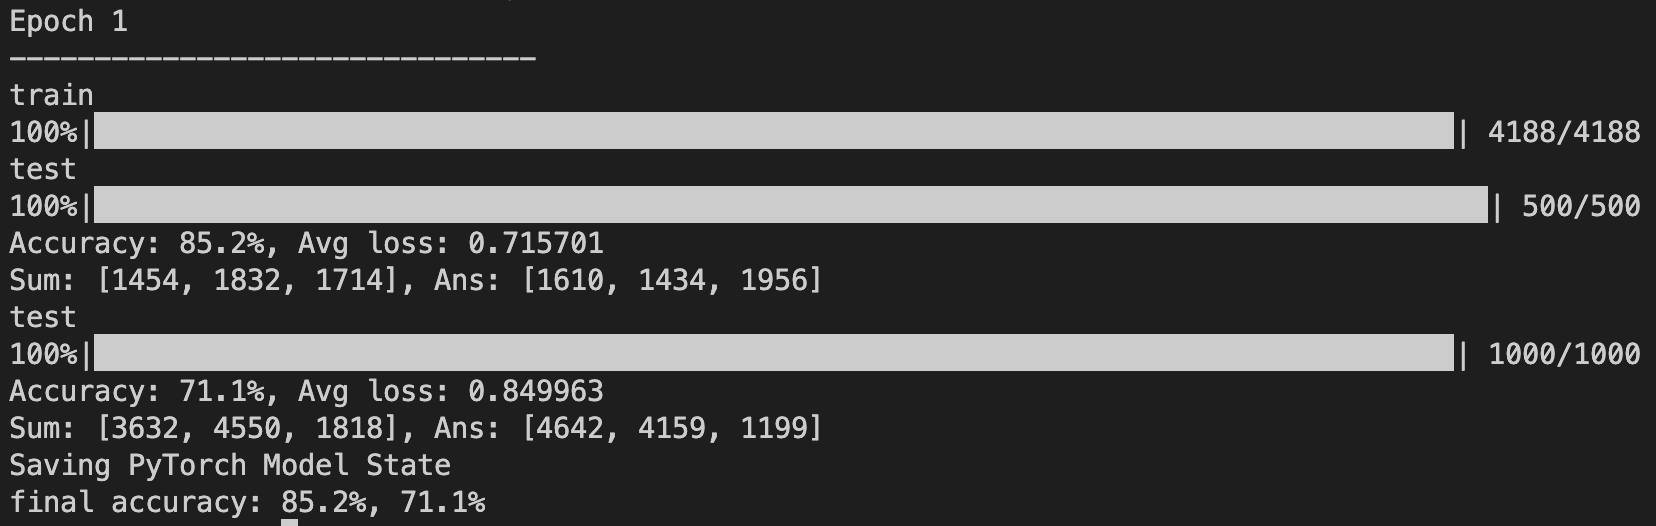 Epoch 1
-------------------------------
train
100%|██████████| 4188/4188
test
100%|██████████| 500/500
Accuracy: 85.2%, Avg loss: 0.715701
Sum: [1454, 1832, 1714], Ans: [1610, 1434, 1956]
test
100%|██████████| 1000/1000
Accuracy: 71.1%, Avg loss: 0.849963
Sum: [3632, 4550, 1818], Ans: [4642, 4159, 1199]
Saving PyTorch Model State
final accuracy: 85.2%, 71.1%